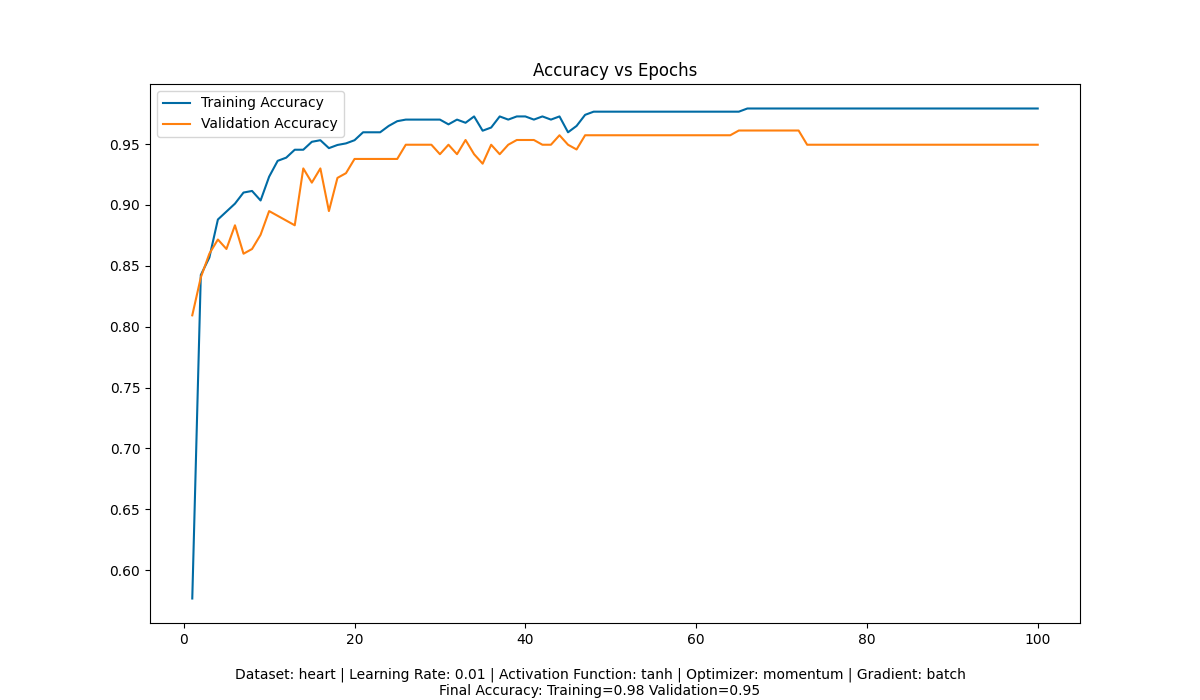 Accuracy vs Epochs
Training Accuracy
Validation Accuracy
0.95
0.90
0.85
0.80
0.75
0.70
0.65
0.60
0 20 40 60 80 100
Dataset: heart | Learning Rate: 0.01 | Activation Function: tanh | Optimizer: momentum | Gradient: batch
Final Accuracy: Training=0.98 Validation=0.95